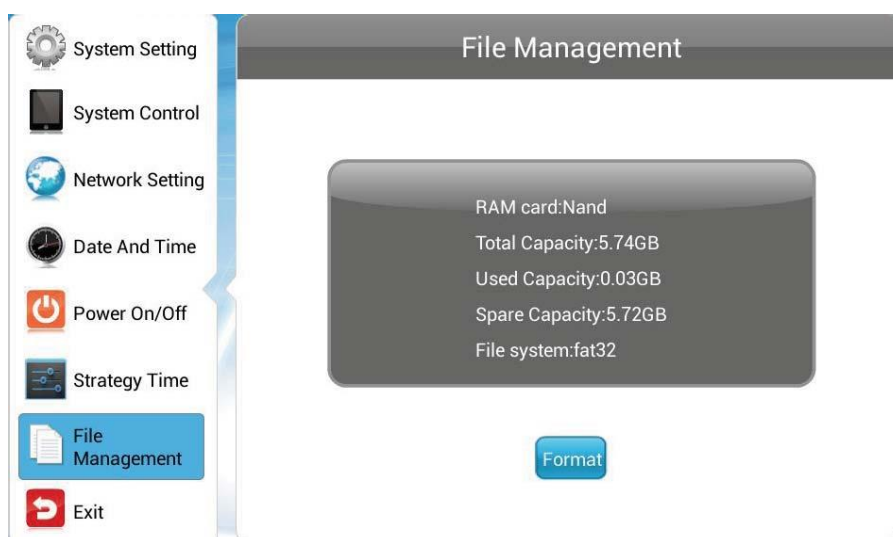 System Setting
System Control
Network Setting
Date And Time
Power On/Off
Strategy Time
File
Management
Exit
File Management
RAM card:Nand
Total Capacity:5.74GB
Used Capacity:0.03GB
Spare Capacity:5.72GB
File system:fat32
Format